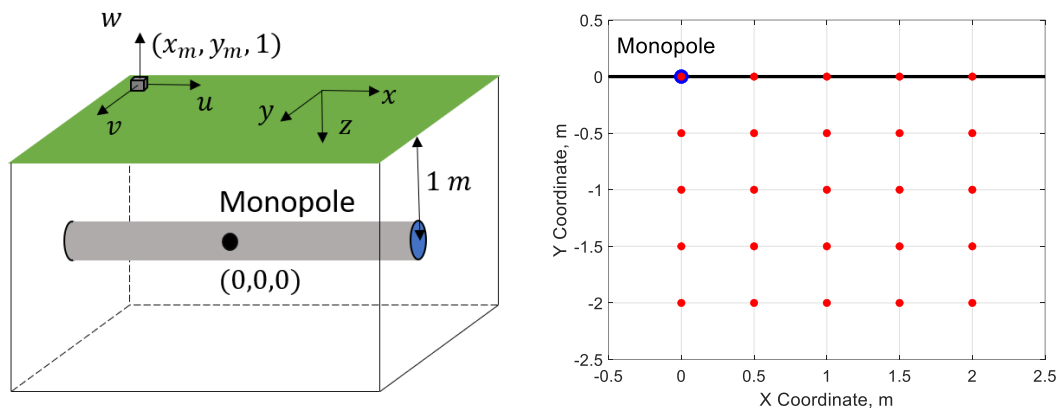 w
(x_m, y_m, 1)
u
v
x
y
z
1 m
Monopole
(0,0,0)
Monopole
0.5
0
-0.5
-1
-1.5
-2
-2.5
Y Coordinate, m
-0.5 0 0.5 1 1.5 2 2.5
X Coordinate, m